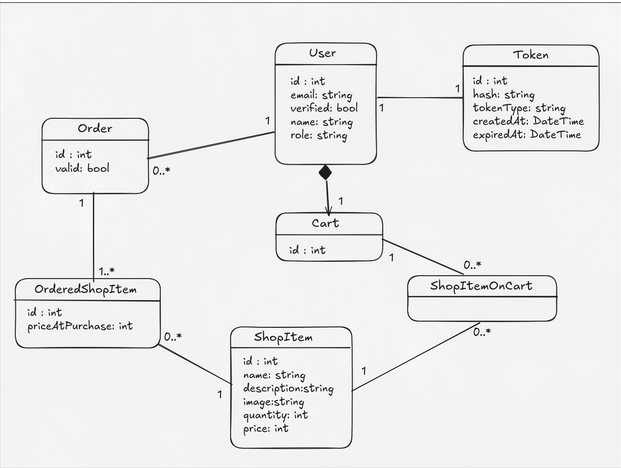 User
id : int
email: string
verified: bool
name: string
role: string
Token
id : int
hash: string
tokenType: string
createdAt: DateTime
expiredAt: DateTime
1
1
Order
id : int
valid: bool
1
0..*
1
Cart
id : int
1
0..*
ShopItemOnCart
0..*
1
1
1..*
OrderedShopItem
id : int
priceAtPurchase: int
0..*
1
ShopItem
id : int
name: string
description:string
image:string
quantity: int
price: int